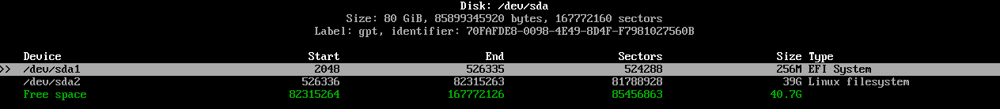 Disk: /dev/sda
Size: 80 GiB, 85899345920 bytes, 167772160 sectors
Label: gpt, identifier: 70FAFDE8-0098-4E49-8D4F-F7981027560B
Device Start End Sectors Size Type
>> /dev/sda1 2048 526335 524288 256M EFI System
/dev/sda2 526336 82315263 81788928 39G Linux filesystem
Free space 82315264 167772126 85456863 40.7G